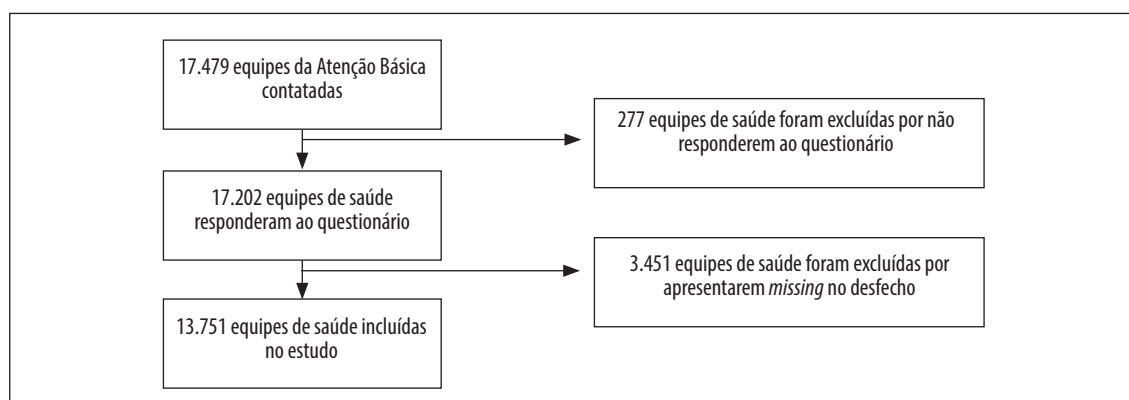 17.479 equipes da Atenção Básica
contatadas
277 equipes de saúde foram excluídas por não
responderem ao questionário
17.202 equipes de saúde
responderam ao questionário
3.451 equipes de saúde foram excluídas por
apresentarem missing no desfecho
13.751 equipes de saúde incluídas
no estudo